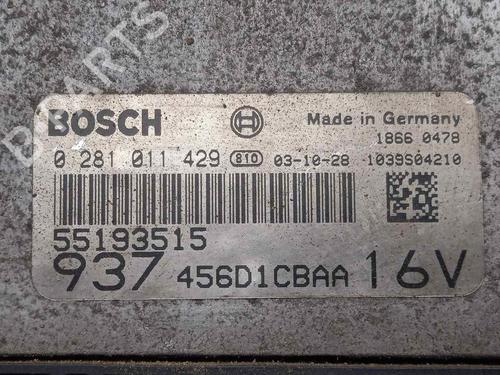 BOSCH
Made in Germany
1866 0478
0 281 011 429 810 03-10-28 1039S04210
55193515
937 456D1CBAA 16V